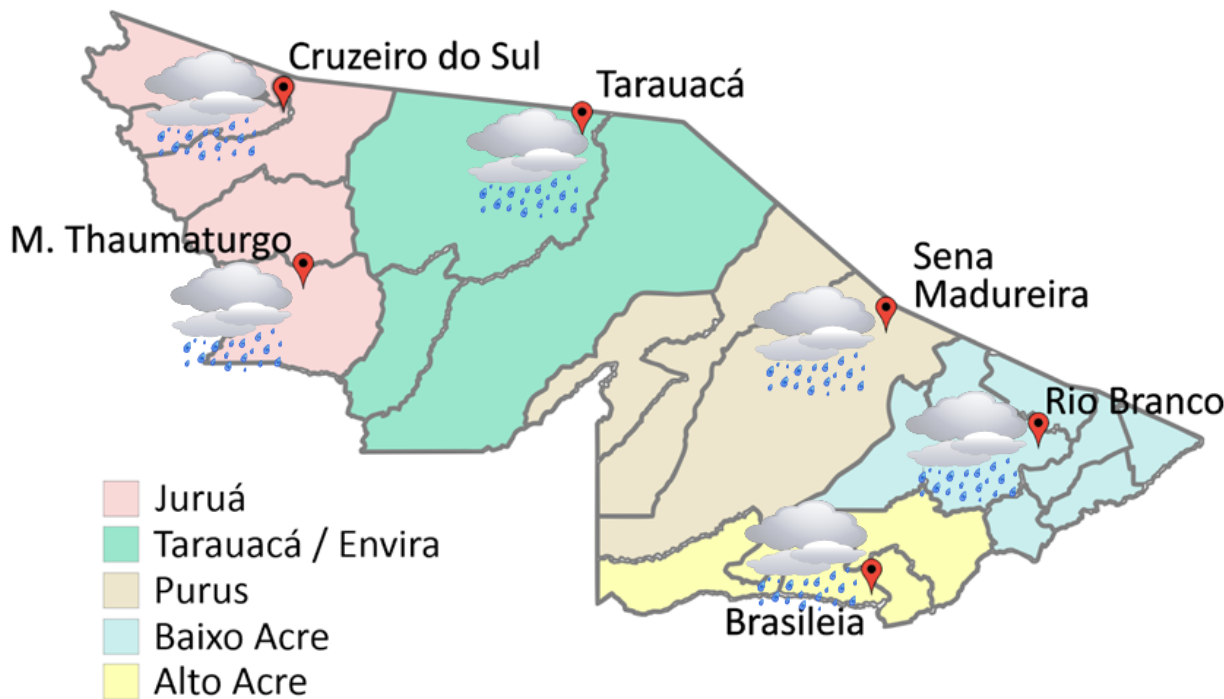 Cruzeiro do Sul
Tarauacá
M. Thaumaturgo
Sena
Madureira
Rio Branco
Brasileia
Juruá
Tarauacá / Envira
Purus
Baixo Acre
Alto Acre